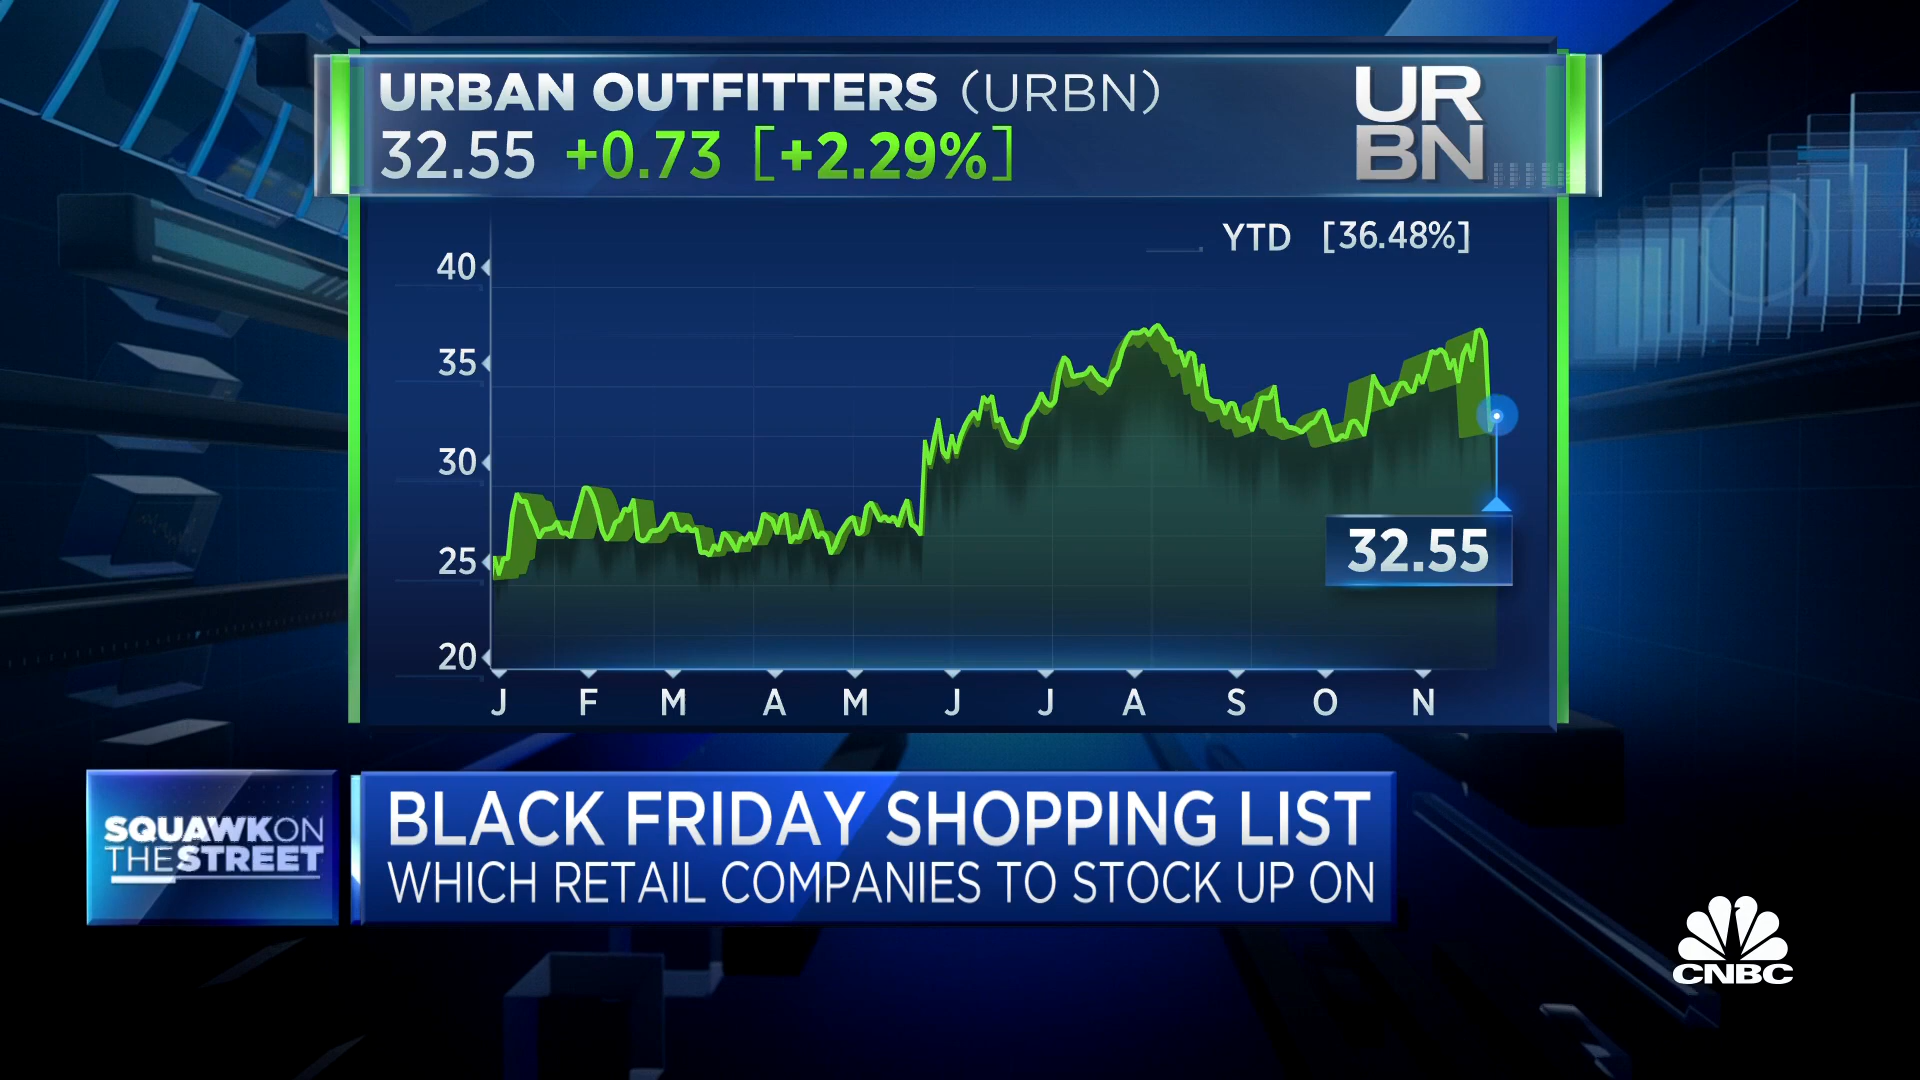 URBAN OUTFITTERS (URBN)
32.55 +0.73 [+2.29%]
UR
BN
YTD [36.48%]
40
35
30
25
20
32.55
J F M A M J J A S O N
SQUAWK ON
THE STREET
BLACK FRIDAY SHOPPING LIST
WHICH RETAIL COMPANIES TO STOCK UP ON
CNBC